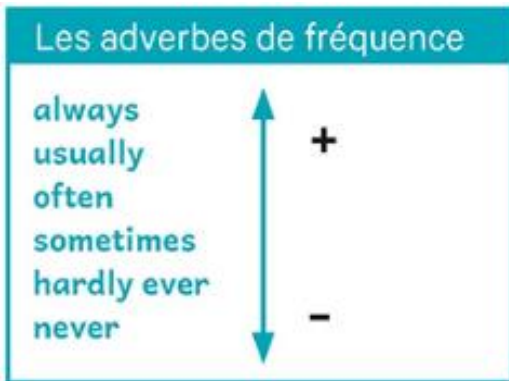 Les adverbes de fréquence
always
+
usually
often
sometimes
hardly ever
-
never